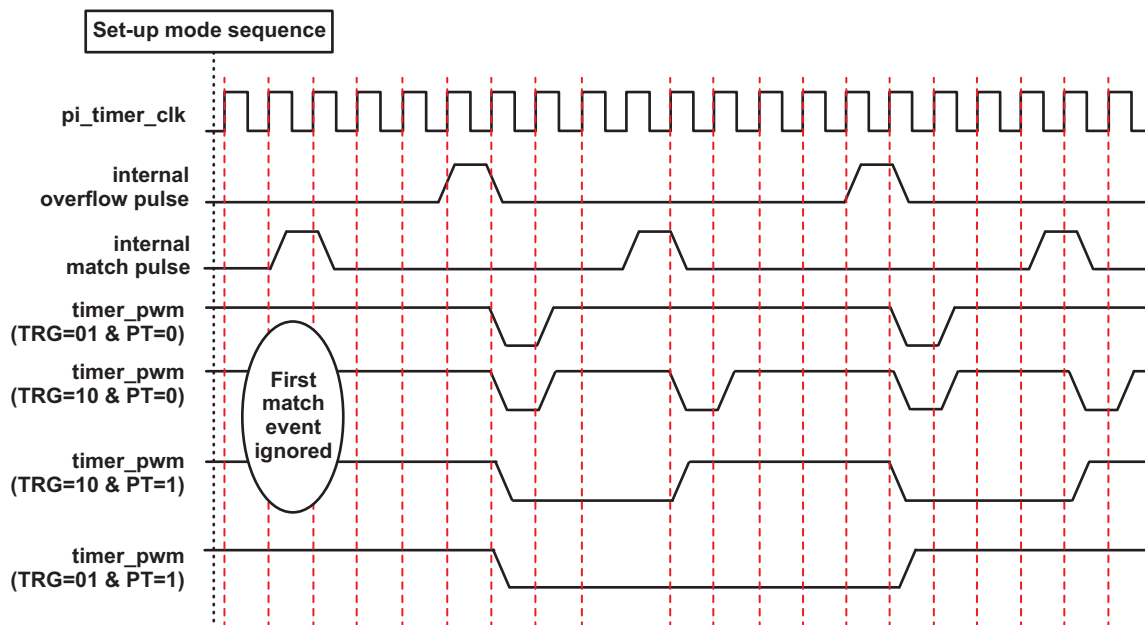 Set-up mode sequence
pi_timer_clk
internal
overflow pulse
internal
match pulse
timer_pwm
(TRG=01 & PT=0)
timer_pwm
(TRG=10 & PT=0)
First
match
event
ignored
timer_pwm
(TRG=10 & PT=1)
timer_pwm
(TRG=01 & PT=1)